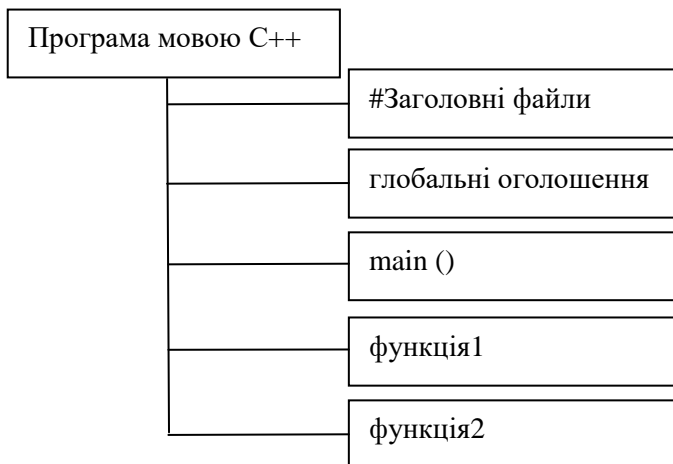 Програма мовою С++
#Заголовні файли
глобальні оголошення
main ()
функція1
функція2